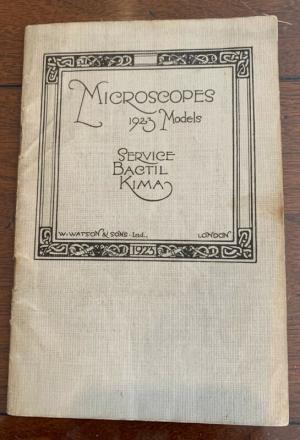 MICROSCOPES
1923 Models
SERVICE
BACTIL
KIMA
W. WATSON & SONS Ltd., LONDON
1923